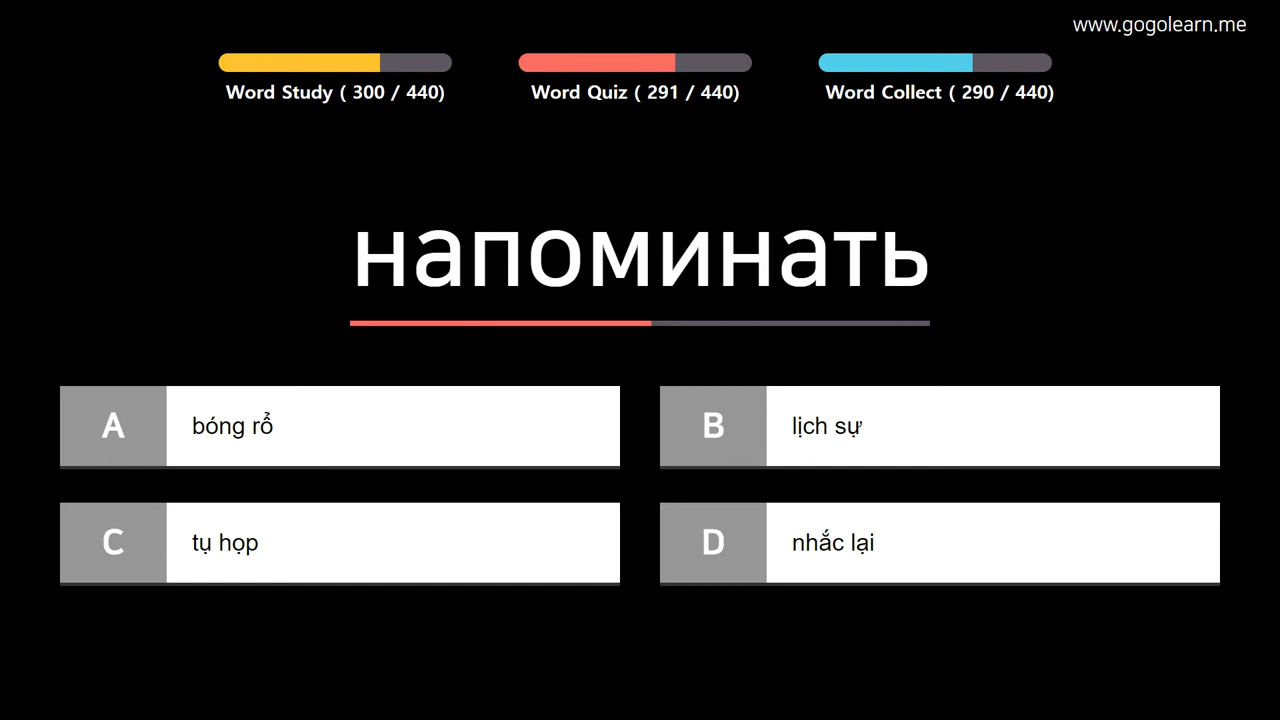 www.gogolearn.me
Word Study ( 300 / 440)
Word Quiz ( 291 / 440)
Word Collect ( 290 / 440)
напоминать
A
bóng rổ
B
lịch sự
C
tụ họp
D
nhắc lại